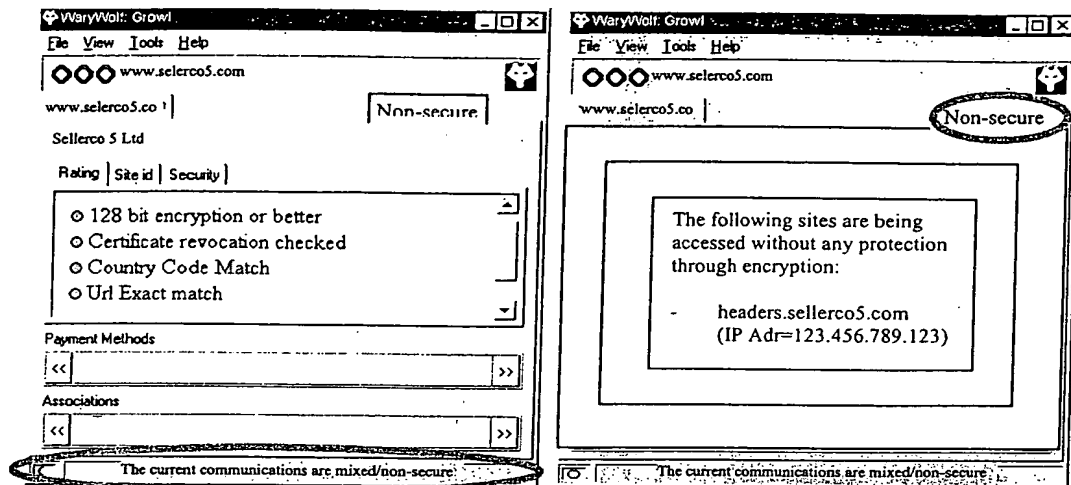 WaryWolf: Growl
File View Tools Help
www.selerco5.com
www.selerco5.co
Non-secure
Sellerco 5 Ltd
Rating Site id Security
128 bit encryption or better
Certificate revocation checked
Country Code Match
Url Exact match
Payment Methods
<< >>
Associations
<< >>
The current communications are mixed/non-secure
WaryWolf: Growl
File View Tools Help
www.selerco5.com
www.selerco5.co
Non-secure
The following sites are being
accessed without any protection
through encryption:
- headers.sellerco5.com
(IP Adr=123.456.789.123)
The current communications are mixed/non-secure